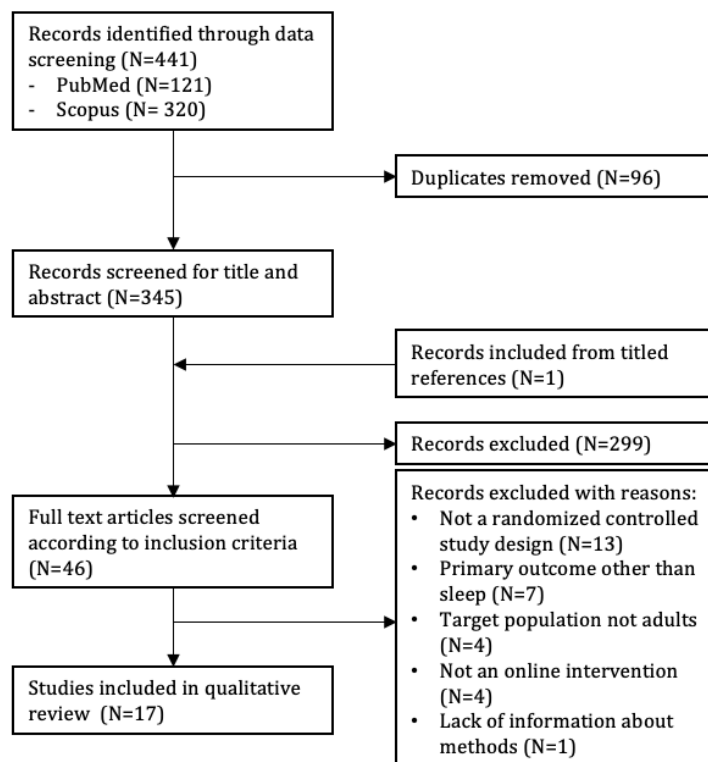 Records identified through data
screening (N=441)
- PubMed (N=121)
- Scopus (N= 320)
Duplicates removed (N=96)
Records screened for title and
abstract (N=345)
Records included from titled
references (N=1)
Records excluded (N=299)
Full text articles screened
according to inclusion criteria
(N=46)
Records excluded with reasons:
• Not a randomized controlled
study design (N=13)
• Primary outcome other than
sleep (N=7)
• Target population not adults
(N=4)
• Not an online intervention
(N=4)
• Lack of information about
methods (N=1)
Studies included in qualitative
review (N=17)